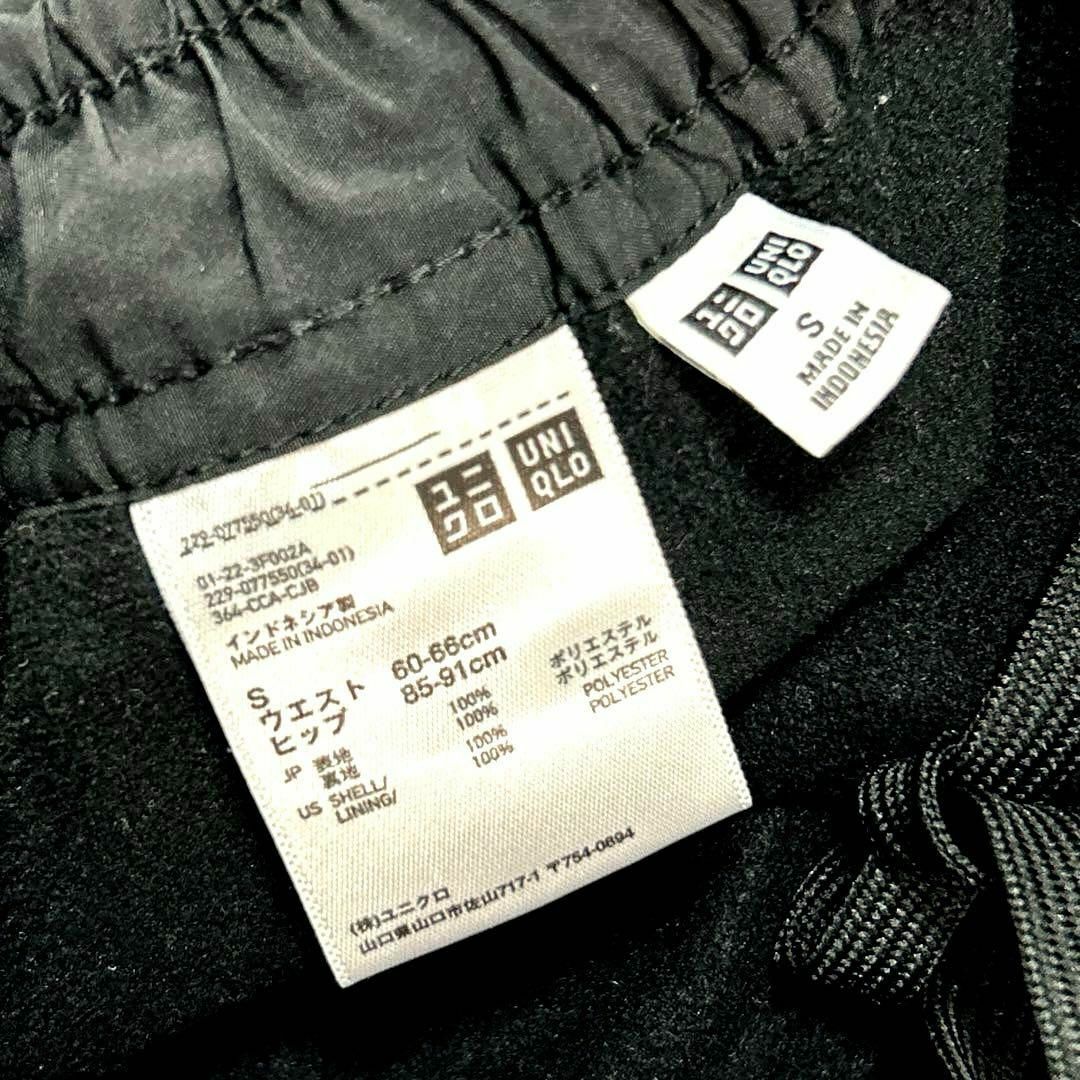 ユニ
クロ
UNI
QLO
S
MADE IN
INDONESIA
ユニ
クロ
UNI
QLO
229-077550(34-01)
01-22-3F002A
229-077550(34-01)
364-CCA-CJB
インドネシア製
MADE IN INDONESIA
S
ウエスト 60-66cm
ヒップ 85-91cm
JP 表地 100% ポリエステル
裏地 100% ポリエステル
US SHELL/ 100% POLYESTER
LINING/ 100% POLYESTER
(株)ユニクロ
山口県山口市佐山717-1 〒754-0894